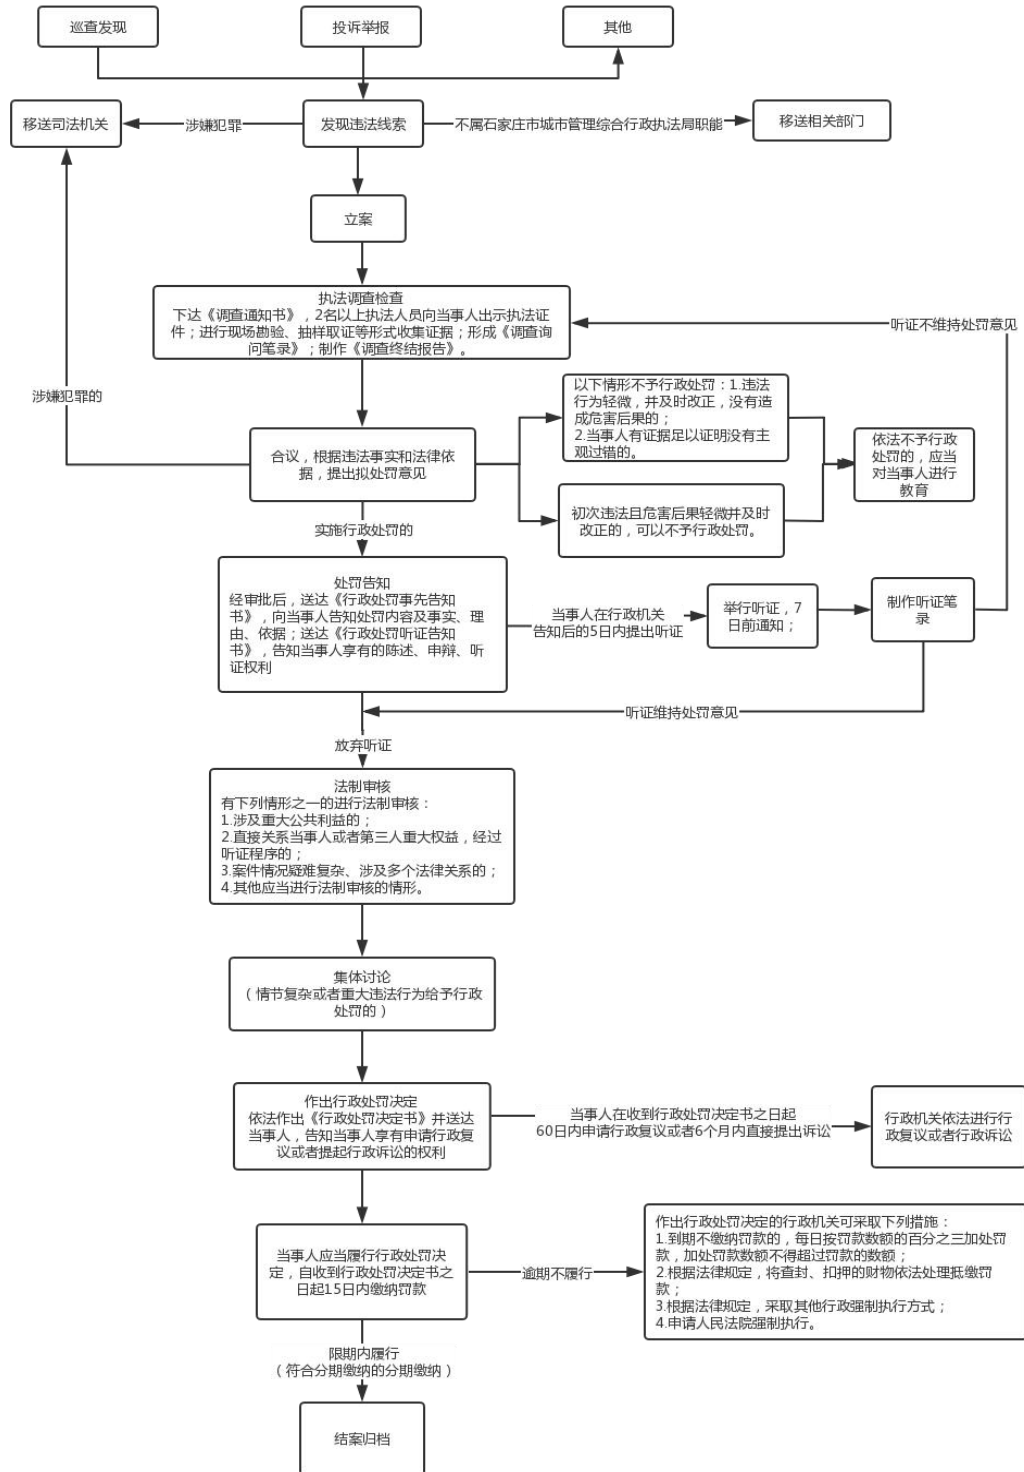 巡查发现
投诉举报
其他
移送司法机关
涉嫌犯罪
发现违法线索
不属石家庄市城市管理综合行政执法局职能
移送相关部门
立案
执法调查检查
下达《调查通知书》，2名以上执法人员向当事人出示执法证
件；进行现场勘验、抽样取证等形式收集证据；形成《调查询
问笔录》；制作《调查终结报告》。
听证不维持处罚意见
涉嫌犯罪的
以下情形不予行政处罚：1.违法
行为轻微，并及时改正，没有造
成危害后果的；
2.当事人有证据足以证明没有主
观过错的。
合议，根据违法事实和法律依
据，提出拟处罚意见
依法不予行政
处罚的，应当
对当事人进行
教育
初次违法且危害后果轻微并及时
改正的，可以不予行政处罚。
实施行政处罚的
处罚告知
经审批后，送达《行政处罚事先告知
书》，向当事人告知处罚内容及事实、理
由、依据；送达《行政处罚听证告知
书》，告知当事人享有的陈述、申辩、听
证权利
当事人在行政机关
告知后的5日内提出听证
举行听证，7
日前通知；
制作听证笔
录
听证维持处罚意见
放弃听证
法制审核
有下列情形之一的进行法制审核：
1.涉及重大公共利益的；
2.直接关系当事人或者第三人重大权益，经过
听证程序的；
3.案件情况疑难复杂、涉及多个法律关系的；
4.其他应当进行法制审核的情形。
集体讨论
（情节复杂或者重大违法行为给予行政
处罚的）
作出行政处罚决定
依法作出《行政处罚决定书》并送达
当事人，告知当事人享有申请行政复
议或者提起行政诉讼的权利
当事人在收到行政处罚决定书之日起
60日内申请行政复议或者6个月内直接提出诉讼
行政机关依法进行行
政复议或者行政诉讼
当事人应当履行行政处罚决
定，自收到行政处罚决定书之
日起15日内缴纳罚款
逾期不履行
作出行政处罚决定的行政机关可采取下列措施：
1.到期不缴纳罚款的，每日按罚款数额的百分之三加处罚
款，加处罚款数额不得超过罚款的数额；
2.根据法律规定，将查封、扣押的财物依法处理抵缴罚
款；
3.根据法律规定，采取其他行政强制执行方式；
4.申请人民法院强制执行。
限期内履行
（符合分期缴纳的分期缴纳）
结案归档